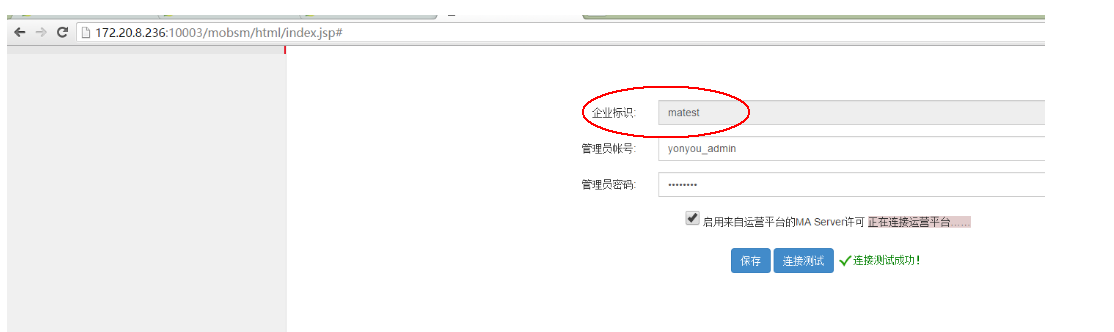 172.20.8.236:10003/mobsm/html/index.jsp#
企业标识: matest
管理员帐号: yonyou_admin
管理员密码: ••••••••
启用来自运营平台的MA Server许可 正在连接运营平台……
保存 连接测试 连接测试成功！